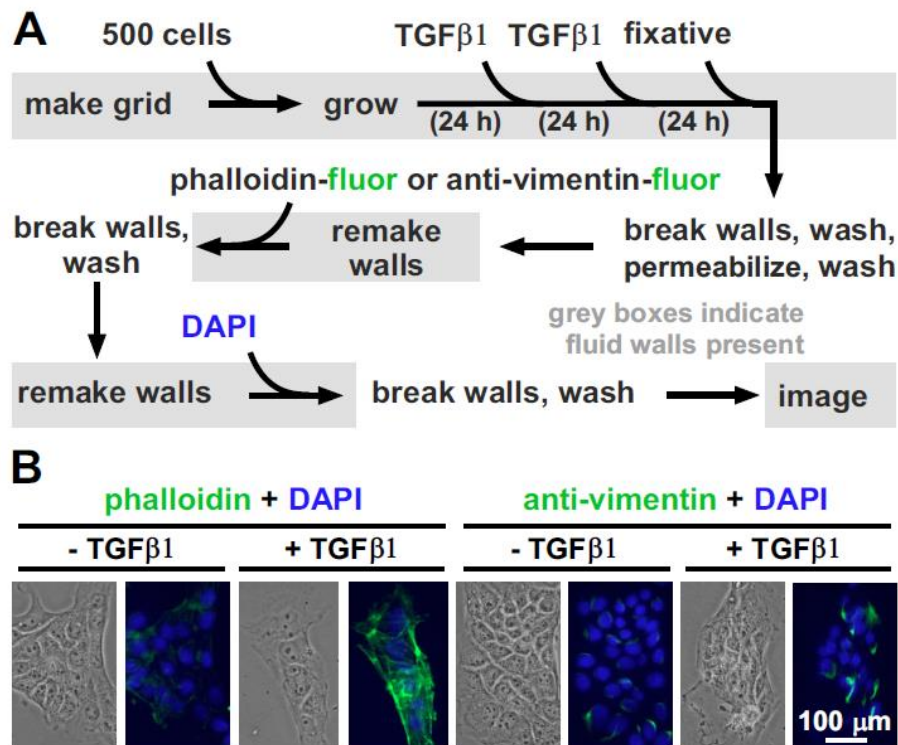 A
500 cells
TGFβ1 TGFβ1 fixative
make grid
grow
(24 h) (24 h) (24 h)
phalloidin-fluor or anti-vimentin-fluor
break walls,
wash
remake
walls
break walls, wash,
permeabilize, wash
grey boxes indicate
fluid walls present
DAPI
remake walls
break walls, wash
image
B
phalloidin + DAPI
anti-vimentin + DAPI
- TGFβ1
+ TGFβ1
- TGFβ1
+ TGFβ1
100 μm